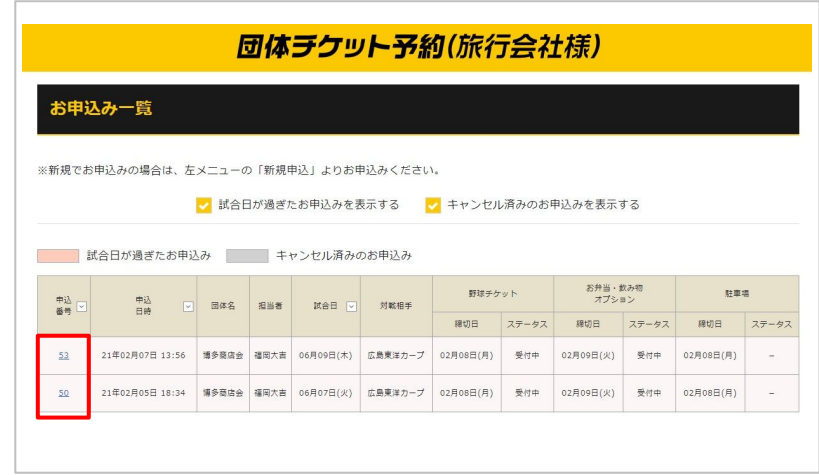 団体チケット予約(旅行会社様)
お申込み一覧
※新規でお申込みの場合は、左メニューの「新規申込」よりお申込みください。
試合日が過ぎたお申込みを表示する キャンセル済みのお申込みを表示する
試合日が過ぎたお申込み キャンセル済みのお申込み
申込番号 申込日時 団体名 担当者 試合日 対戦相手 野球チケット お弁当・飲み物オプション 駐車場
締切日 ステータス 締切日 ステータス 締切日 ステータス
53 21年02月07日 13:56 博多商店会 福岡大吉 06月09日(木) 広島東洋カープ 02月08日(月) 受付中 02月09日(火) 受付中 02月08日(月) －
50 21年02月05日 18:34 博多商店会 福岡大吉 06月07日(火) 広島東洋カープ 02月08日(月) 受付中 02月09日(火) 受付中 02月08日(月) －